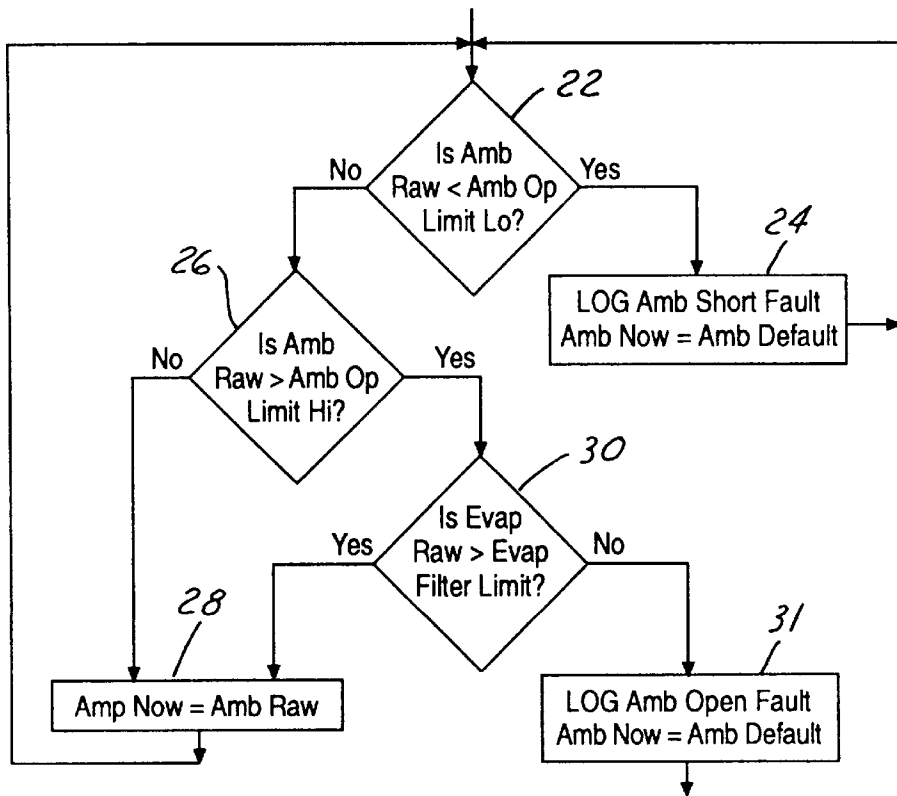 22
Is Amb
Raw < Amb Op
Limit Lo?
No
Yes
24
LOG Amb Short Fault
Amb Now = Amb Default
26
Is Amb
Raw > Amb Op
Limit Hi?
No
Yes
30
Is Evap
Raw > Evap
Filter Limit?
Yes
No
28
Amp Now = Amb Raw
31
LOG Amb Open Fault
Amb Now = Amb Default